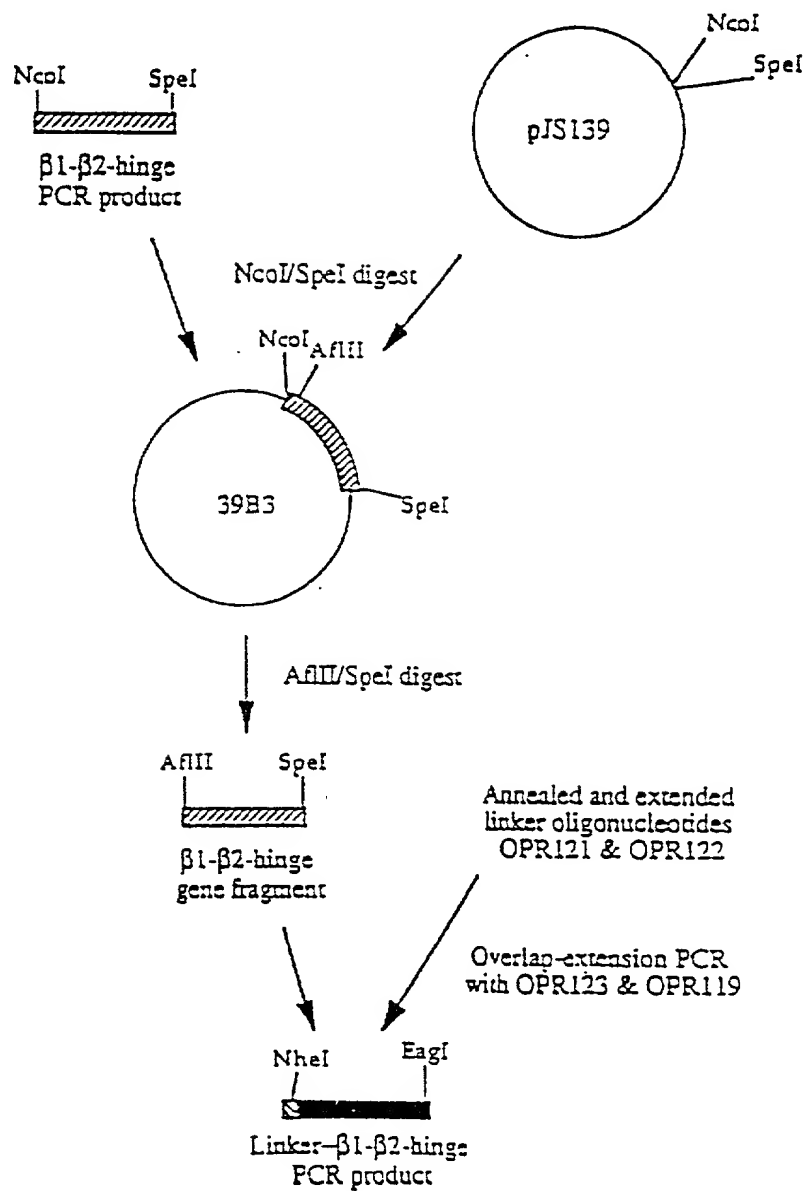 NcoI
SpeI
β1-β2-hinge
PCR product
NcoI
SpeI
pJS139
NcoI/SpeI digest
NcoI
AflII
39B3
SpeI
AflII/SpeI digest
AflII
SpeI
β1-β2-hinge
gene fragment
Annealed and extended
linker oligonucleotides
OPR121 & OPR122
Overlap-extension PCR
with OPR123 & OPR119
NheI
EagI
Linker-β1-β2-hinge
PCR product